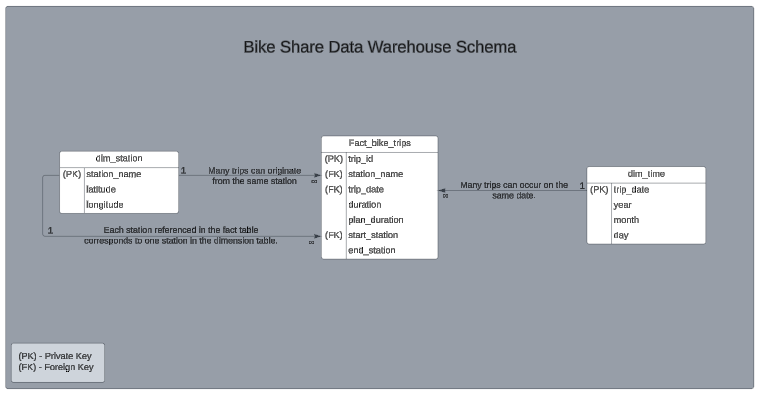 Bike Share Data Warehouse Schema
dim_station
(PK) station_name
latitude
longitude
1
Many trips can originate
from the same station
∞
1
Each station referenced in the fact table
corresponds to one station in the dimension table.
∞
Fact_bike_trips
(PK) trip_id
(FK) station_name
(FK) trip_date
duration
plan_duration
(FK) start_station
end_station
Many trips can occur on the
same date.
1
∞
dim_time
(PK) trip_date
year
month
day
(PK) - Private Key
(FK) - Foreign Key